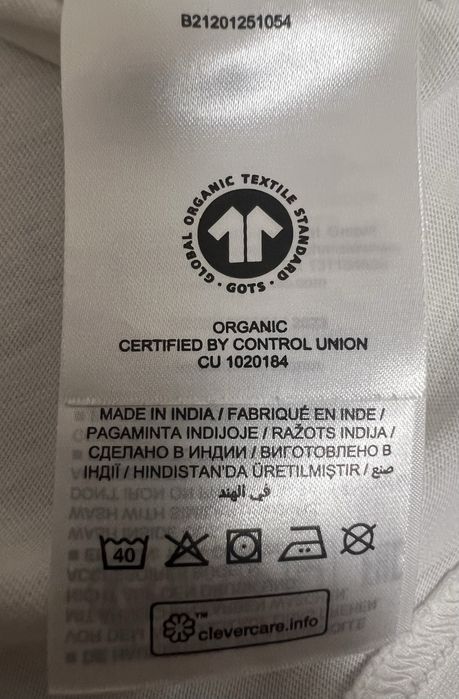 B21201251054
GLOBAL ORGANIC TEXTILE STANDARD · GOTS ·
ORGANIC
CERTIFIED BY CONTROL UNION
CU 1020184
MADE IN INDIA / FABRIQUÉ EN INDE /
PAGAMINTA INDIJOJE / RAŽOTS INDIJA /
СДЕЛАНО В ИНДИИ / ВИГОТОВЛЕНО В
ІНДІЇ / HINDISTAN'DA ÜRETILMIŞTIR / صنع
في الهند
40
™ clevercare.info